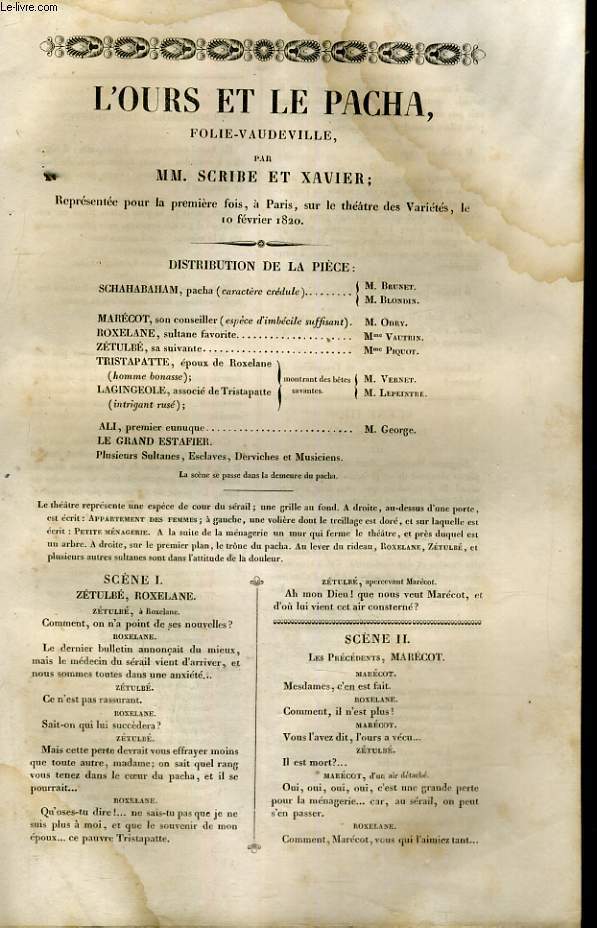 Le-livre.com
L'OURS ET LE PACHA,
FOLIE-VAUDEVILLE,
PAR
MM. SCRIBE ET XAVIER;
Représentée pour la première fois, à Paris, sur le théâtre des Variétés, le
10 février 1820.
DISTRIBUTION DE LA PIÈCE:
SCHAHABAHAM, pacha (caractère crédule)........ { M. BRUNET.
M. BLONDIN.
MARÉCOT, son conseiller (espèce d'imbécile suffisant). M. ODRY.
ROXELANE, sultane favorite........................ Mme VAUTRIN.
ZÉTULBÉ, sa suivante........................... Mme PIQUOT.
TRISTAPATTE, époux de Roxelane
(homme bonasse); montrant des bêtes M. VERNET.
LAGINGEOLE, associé de Tristapatte savantes. M. LEPEINTRE.
(intrigant rusé);
ALI, premier eunuque............................ M. George.
LE GRAND ESTAFIER.
Plusieurs Sultanes, Esclaves, Derviches et Musiciens.
La scène se passe dans la demeure du pacha.
Le théâtre représente une espèce de cour du sérail; une grille au fond. A droite, au-dessus d'une porte,
est écrit: APPARTEMENT DES FEMMES; à gauche, une volière dont le treillage est doré, et sur laquelle est
écrit: PETITE MÉNAGERIE. A la suite de la ménagerie un mur qui ferme le théâtre, et près duquel est
un arbre. A droite, sur le premier plan, le trône du pacha. Au lever du rideau, ROXELANE, ZÉTULBÉ, et
plusieurs autres sultanes sont dans l'attitude de la douleur.
SCÈNE I.
ZÉTULBÉ, ROXELANE.
ZÉTULBÉ, à Roxelane.
Comment, on n'a point de ses nouvelles?
ROXELANE.
Le dernier bulletin annonçait du mieux,
mais le médecin du sérail vient d'arriver, et
nous sommes toutes dans une anxiété...
ZÉTULBÉ.
Ce n'est pas rassurant.
ROXELANE.
Sait-on qui lui succèdera?
ZÉTULBÉ.
Mais cette perte devrait vous effrayer moins
que toute autre, madame; on sait quel rang
vous tenez dans le cœur du pacha, et il se
pourrait...
ROXELANE.
Qu'oses-tu dire!... ne sais-tu pas que je ne
suis plus à moi, et que le souvenir de mon
époux... ce pauvre Tristapatte.
ZÉTULBÉ, apercevant Marécot.
Ah mon Dieu! que nous veut Marécot, et
d'où lui vient cet air consterné?
SCÈNE II.
LES PRÉCÉDENTS, MARÉCOT.
MARÉCOT.
Mesdames, c'en est fait.
ROXELANE.
Comment, il n'est plus!
MARÉCOT.
Vous l'avez dit, l'ours a vécu...
ZÉTULBÉ.
Il est mort?...
MARÉCOT, d'un air détaché.
Oui, oui, oui, oui, c'est une grande perte
pour la ménagerie... car, au sérail, on peut
s'en passer.
ROXELANE.
Comment, Marécot, vous qui l'aimiez tant...